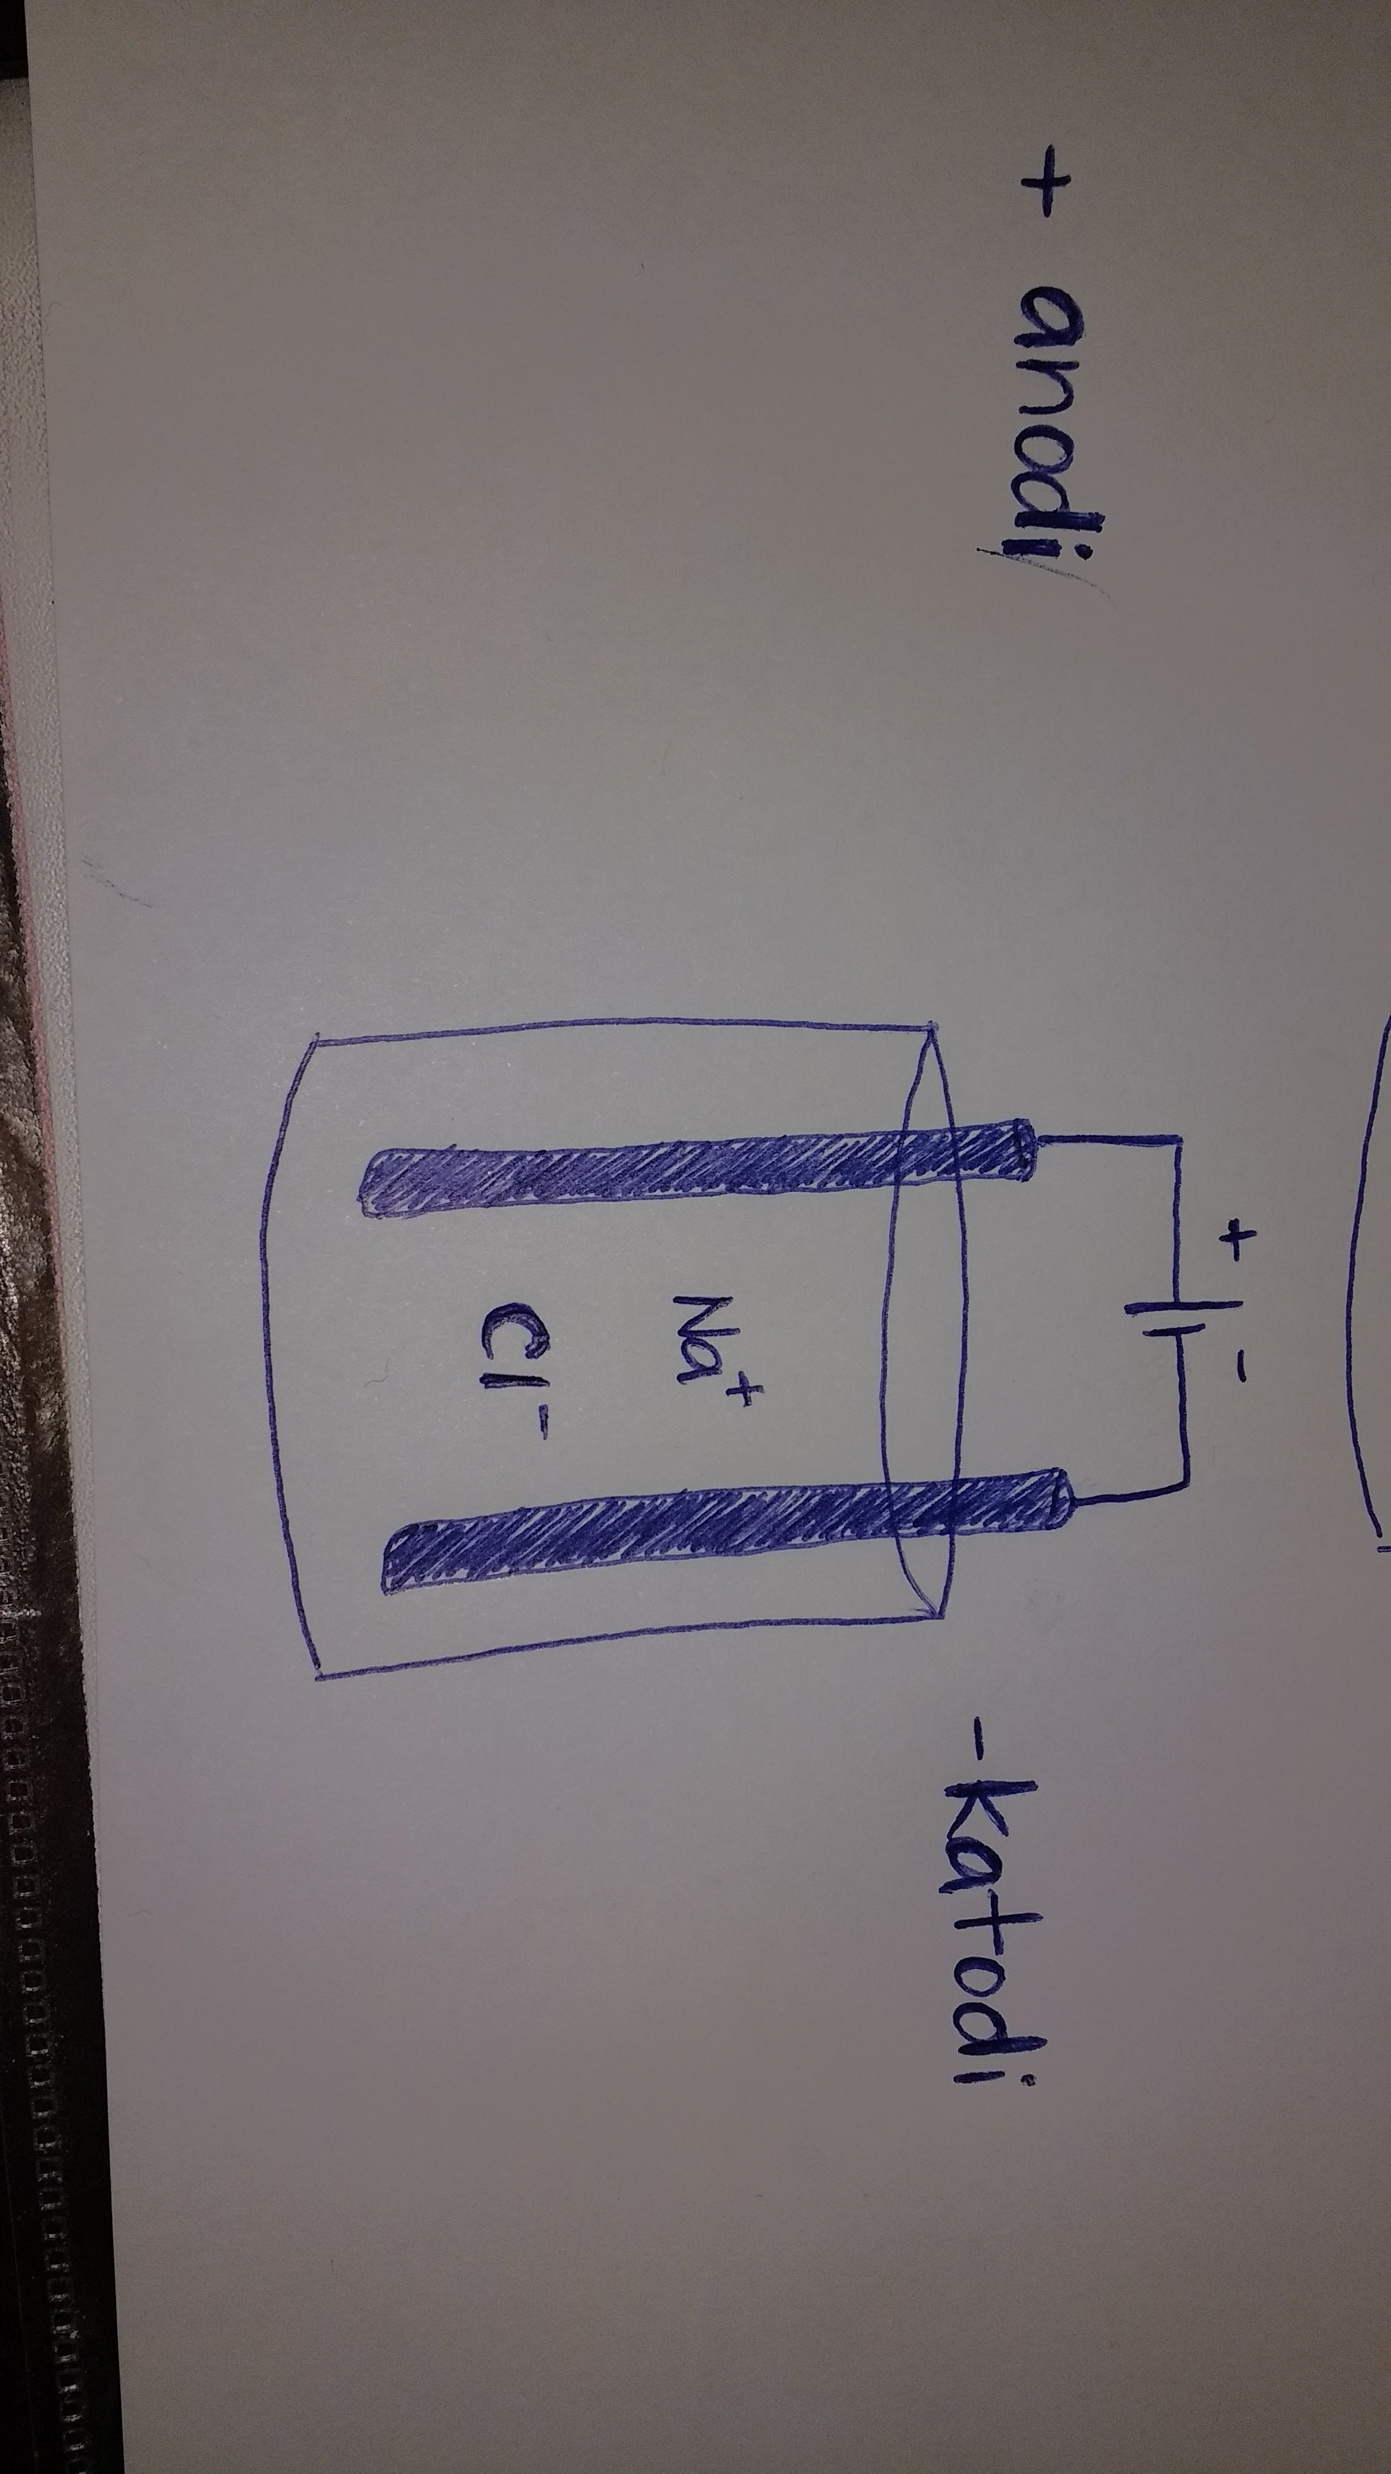 + -
+ anodi
-katodi
Na⁺
Cl⁻